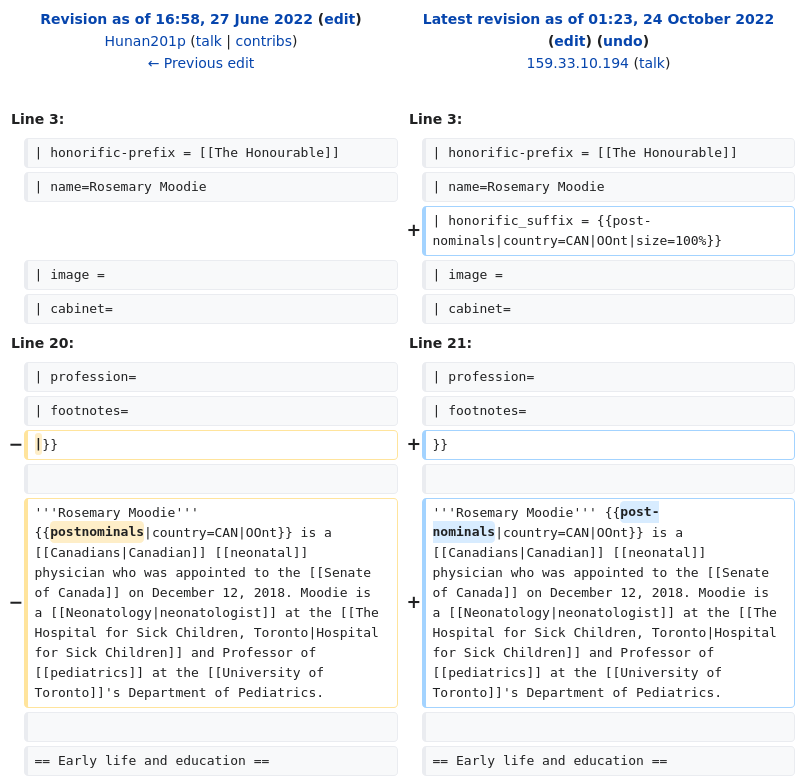 Revision as of 16:58, 27 June 2022 (edit)
Hunan201p (talk | contribs)
← Previous edit
Latest revision as of 01:23, 24 October 2022
(edit) (undo)
159.33.10.194 (talk)
Line 3:
Line 3:
| honorific-prefix = [[The Honourable]]
| honorific-prefix = [[The Honourable]]
| name=Rosemary Moodie
| name=Rosemary Moodie
+
| honorific_suffix = {{post-
nominals|country=CAN|OOnt|size=100%}}
| image =
| image =
| cabinet=
| cabinet=
Line 20:
Line 21:
| profession=
| profession=
| footnotes=
| footnotes=
− |}}
+ }}
−
'''Rosemary Moodie'''
{{postnominals|country=CAN|OOnt}} is a
[[Canadians|Canadian]] [[neonatal]]
physician who was appointed to the [[Senate
of Canada]] on December 12, 2018. Moodie is
a [[Neonatology|neonatologist]] at the [[The
Hospital for Sick Children, Toronto|Hospital
for Sick Children]] and Professor of
[[pediatrics]] at the [[University of
Toronto]]'s Department of Pediatrics.
+
'''Rosemary Moodie''' {{post-
nominals|country=CAN|OOnt}} is a
[[Canadians|Canadian]] [[neonatal]]
physician who was appointed to the [[Senate
of Canada]] on December 12, 2018. Moodie is
a [[Neonatology|neonatologist]] at the [[The
Hospital for Sick Children, Toronto|Hospital
for Sick Children]] and Professor of
[[pediatrics]] at the [[University of
Toronto]]'s Department of Pediatrics.
== Early life and education ==
== Early life and education ==